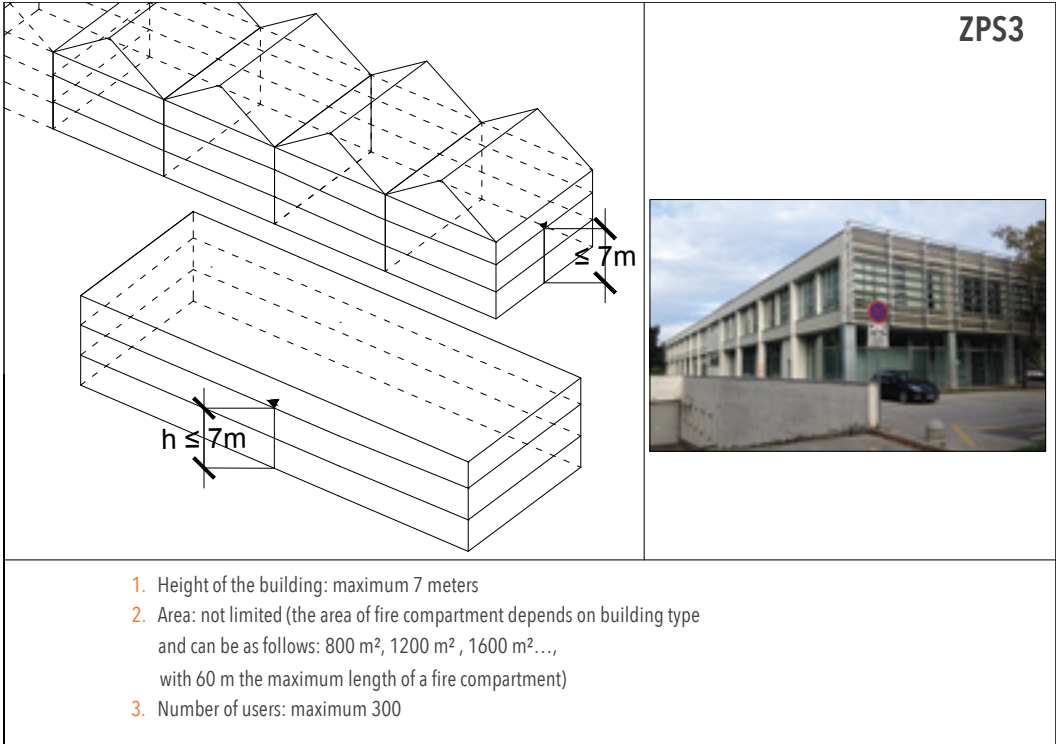 ZPS3
≤ 7m
h ≤ 7m
1. Height of the building: maximum 7 meters
2. Area: not limited (the area of fire compartment depends on building type
and can be as follows: 800 m², 1200 m² , 1600 m²…,
with 60 m the maximum length of a fire compartment)
3. Number of users: maximum 300